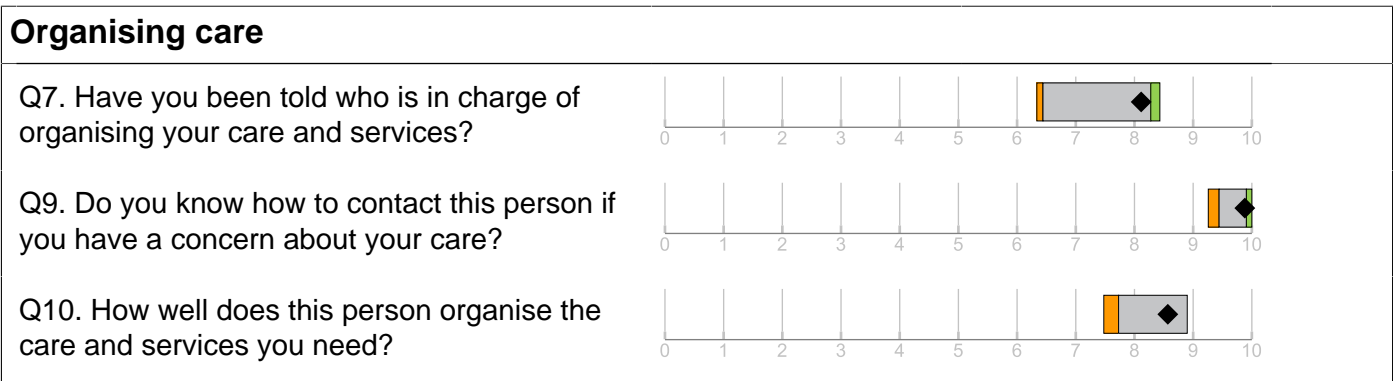 Organising care
Q7. Have you been told who is in charge of
organising your care and services?
0 1 2 3 4 5 6 7 8 9 10
Q9. Do you know how to contact this person if
you have a concern about your care?
0 1 2 3 4 5 6 7 8 9 10
Q10. How well does this person organise the
care and services you need?
0 1 2 3 4 5 6 7 8 9 10